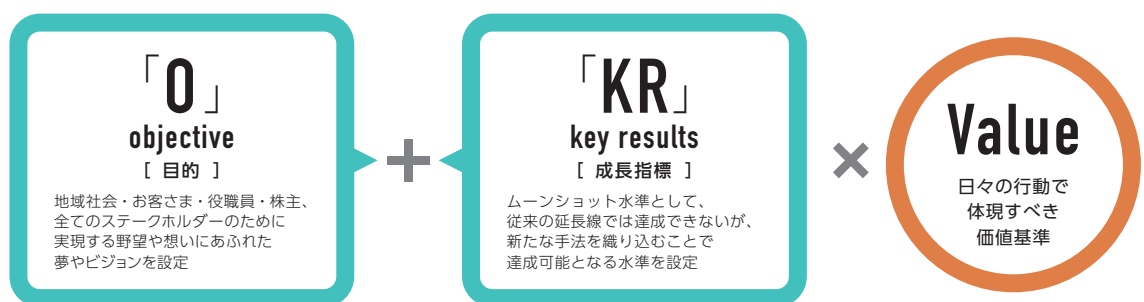 「O」
objective
[ 目的 ]
地域社会・お客さま・役職員・株主、
全てのステークホルダーのために
実現する野望や想いにあふれた
夢やビジョンを設定
+
「KR」
key results
[ 成長指標 ]
ムーンショット水準として、
従来の延長線では達成できないが、
新たな手法を織り込むことで
達成可能となる水準を設定
×
Value
日々の行動で
体現すべき
価値基準